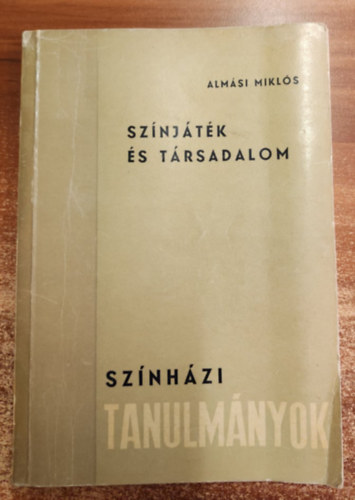 ALMÁSI MIKLÓS
SZÍNJÁTÉK
ÉS TÁRSADALOM
SZÍNHÁZI
TANULMÁNYOK